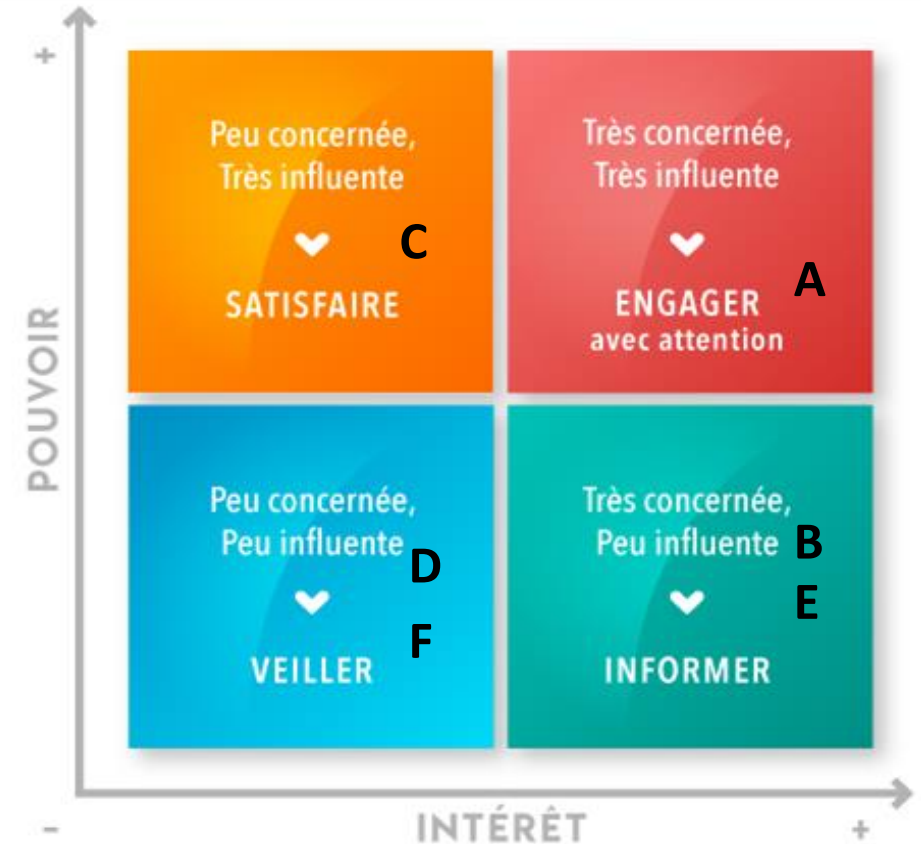 +
Peu concernée,
Très influente
C
SATISFAIRE
Très concernée,
Très influente
A
ENGAGER
avec attention
POUVOIR
Peu concernée,
Peu influente
D
F
VEILLER
Très concernée,
Peu influente
B
E
INFORMER
-
INTÉRÊT
+